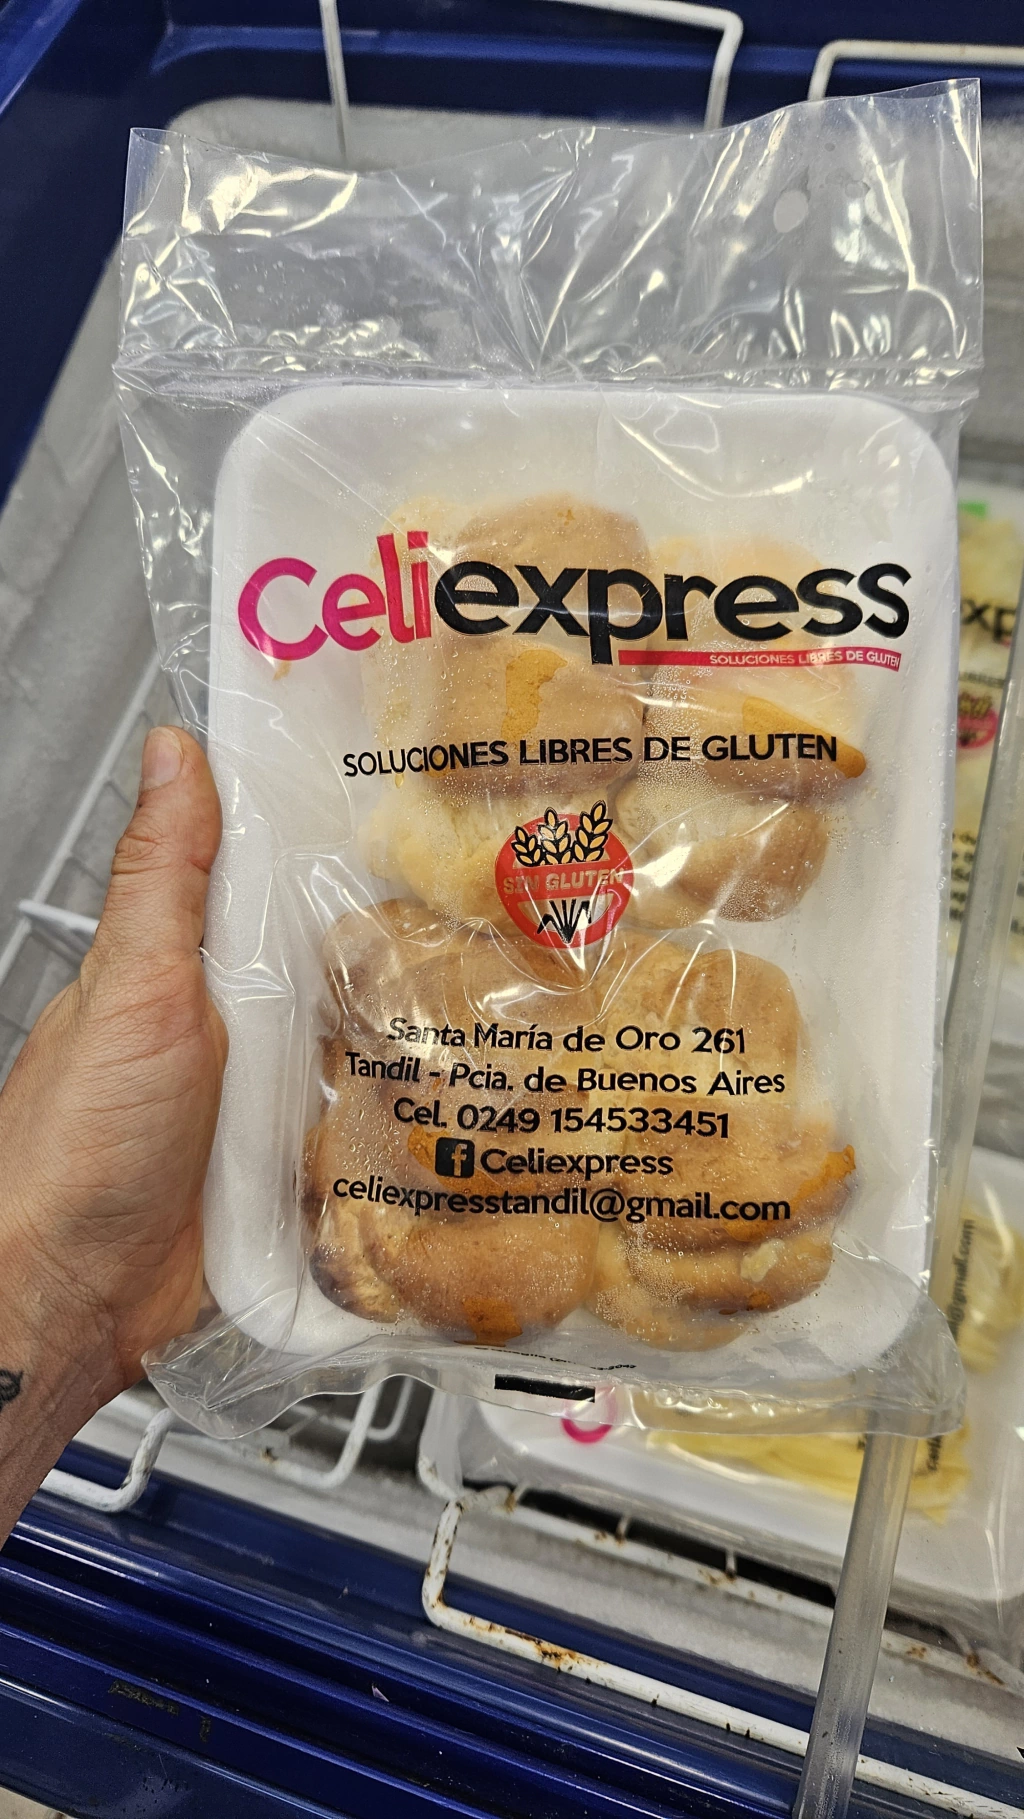 Celiexpress
SOLUCIONES LIBRES DE GLUTEN
SOLUCIONES LIBRES DE GLUTEN
SIN GLUTEN
Santa María de Oro 261
Tandil - Pcia. de Buenos Aires
Cel. 0249 154533451
Celiexpress
celiexpresstandil@gmail.com